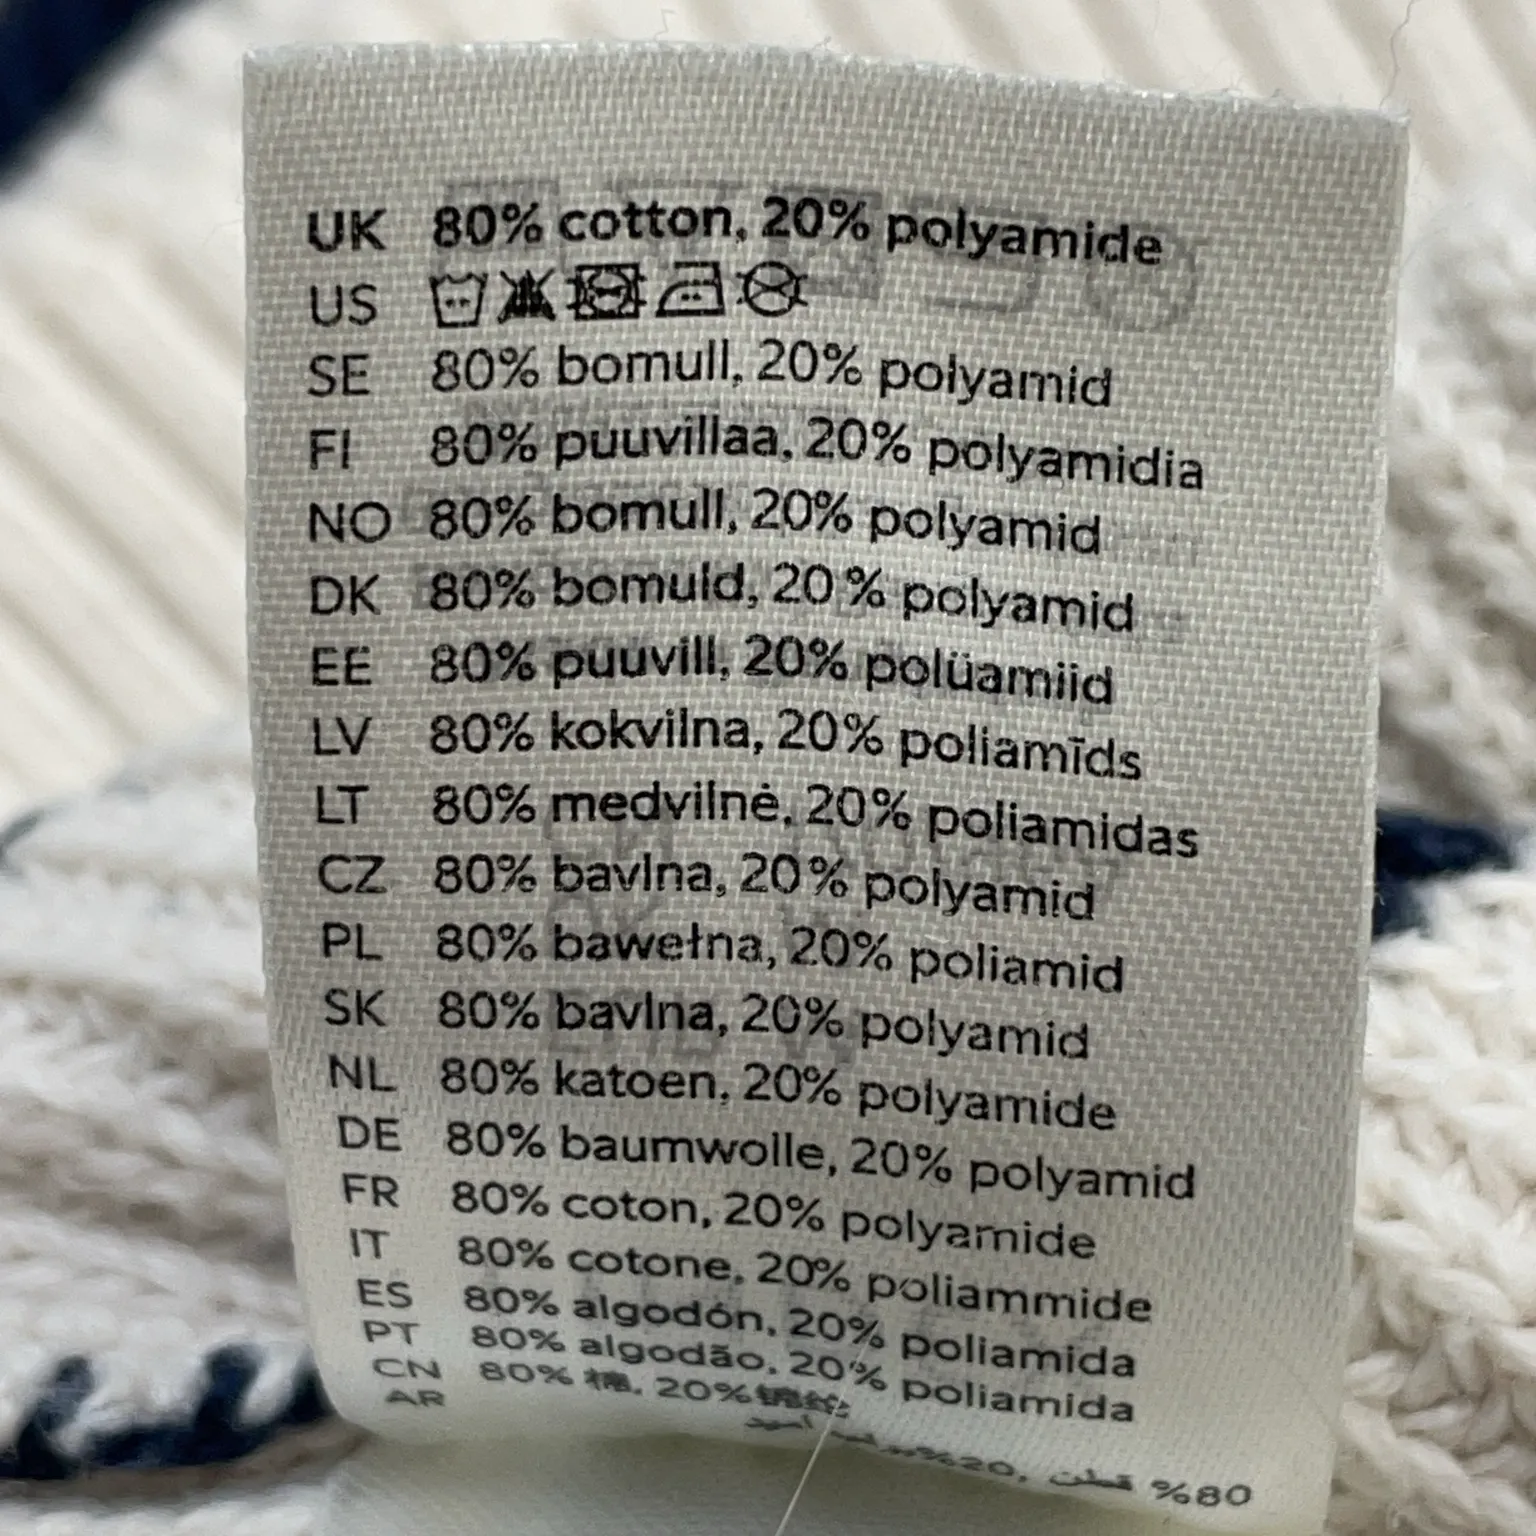 UK 80% cotton, 20% polyamide
US
SE 80% bomull, 20% polyamid
FI 80% puuvillaa, 20% polyamidia
NO 80% bomull, 20% polyamid
DK 80% bomuld, 20 % polyamid
EE 80% puuvill, 20% polüamiid
LV 80% kokvilna, 20% poliamīds
LT 80% medvilnė, 20% poliamidas
CZ 80% bavlna, 20% polyamid
PL 80% bawełna, 20% poliamid
SK 80% bavlna, 20% polyamid
NL 80% katoen, 20% polyamide
DE 80% baumwolle, 20% polyamid
FR 80% coton, 20% polyamide
IT 80% cotone, 20% poliammide
ES 80% algodón, 20% poliamida
PT 80% algodão, 20% poliamida
CN 80% 棉, 20%锦纶
AR %80 قطن, %20